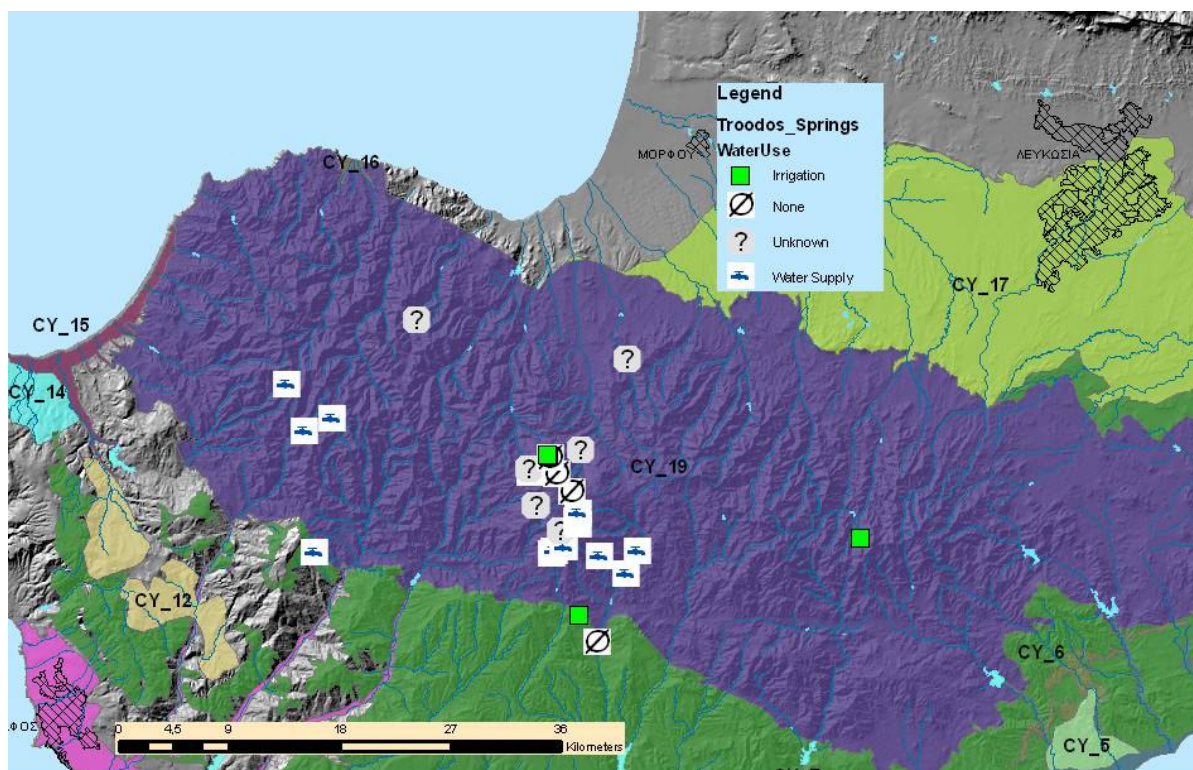 Legend
Troodos_Springs
WaterUse
Irrigation
None
? Unknown
Water Supply
ΜΟΡΦΟΥ
ΛΕΥΚΩΣΙΑ
CY_16
CY_17
CY_15
CY_14
?
?
CY_19
?
?
?
?
CY_12
CY_6
CY_5
ΦΟΣ
0 4,5 9 18 27 36
Kilometers